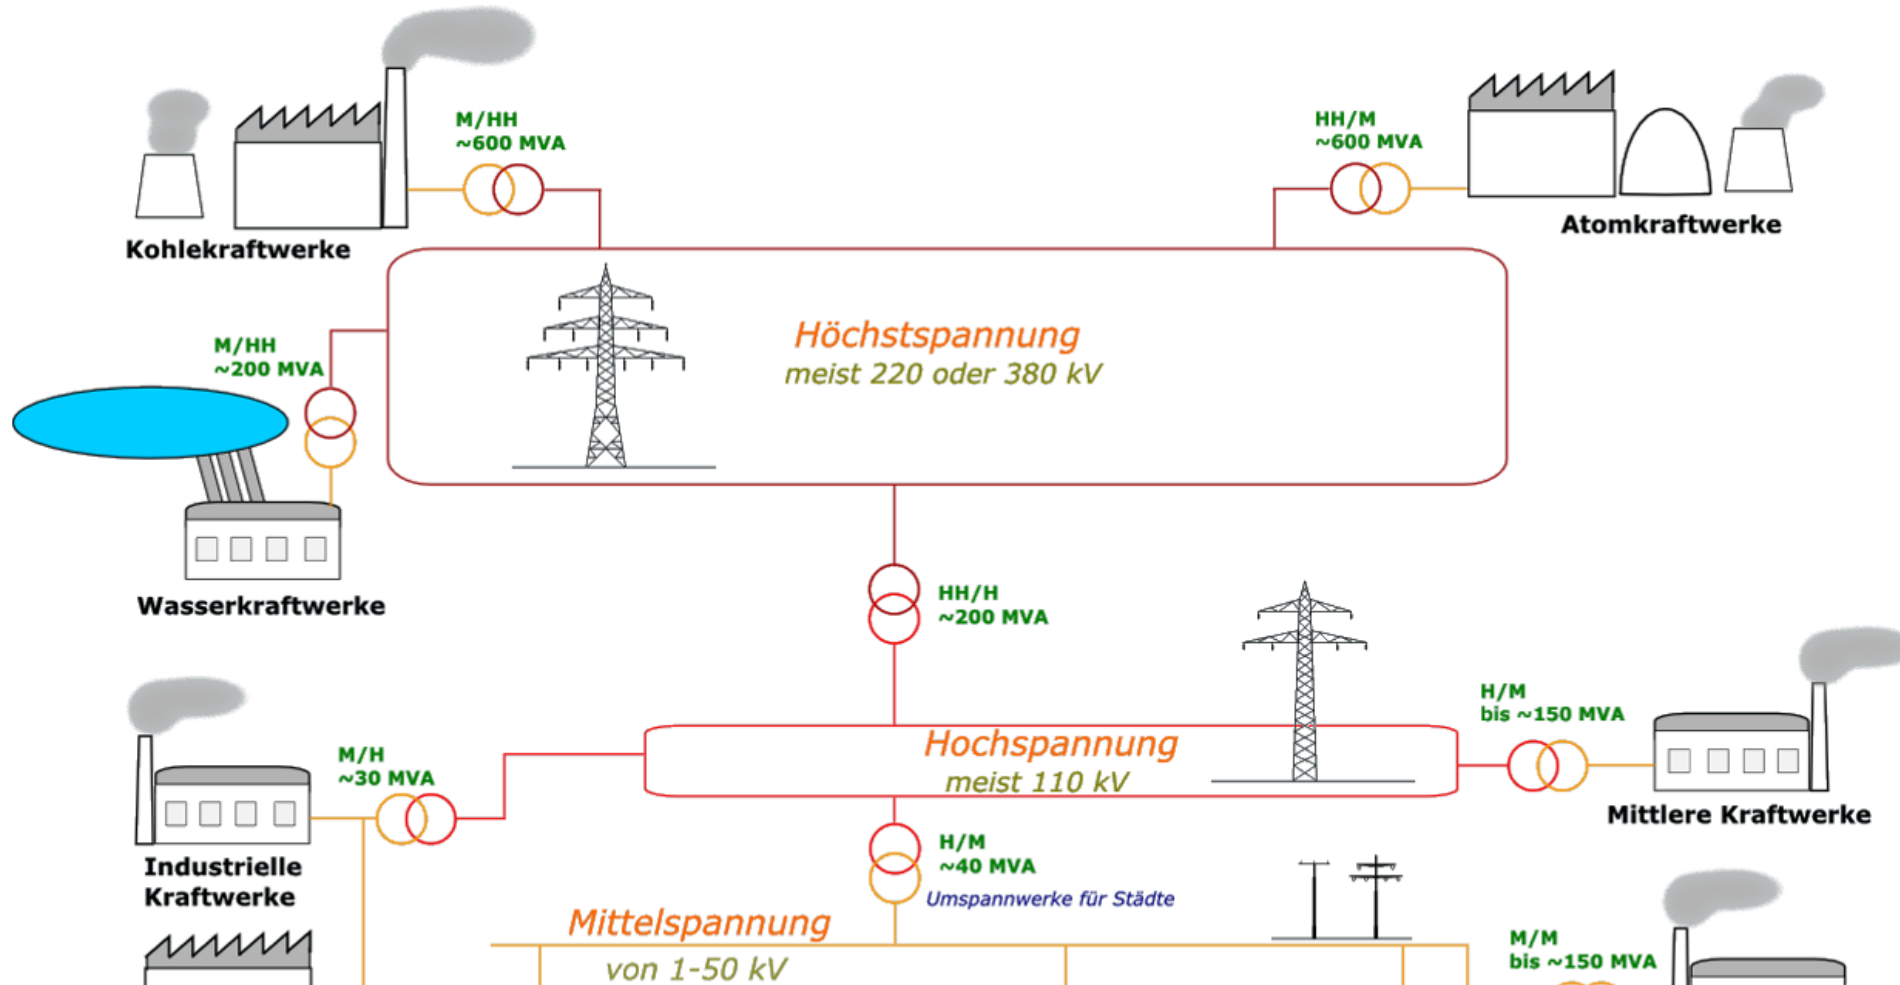 M/HH
~600 MVA
HH/M
~600 MVA
Kohlekraftwerke
Atomkraftwerke
Höchstspannung
meist 220 oder 380 kV
M/HH
~200 MVA
Wasserkraftwerke
HH/H
~200 MVA
H/M
bis ~150 MVA
Hochspannung
meist 110 kV
M/H
~30 MVA
Mittlere Kraftwerke
Industrielle
Kraftwerke
H/M
~40 MVA
Umspannwerke für Städte
Mittelspannung
von 1-50 kV
M/M
bis ~150 MVA